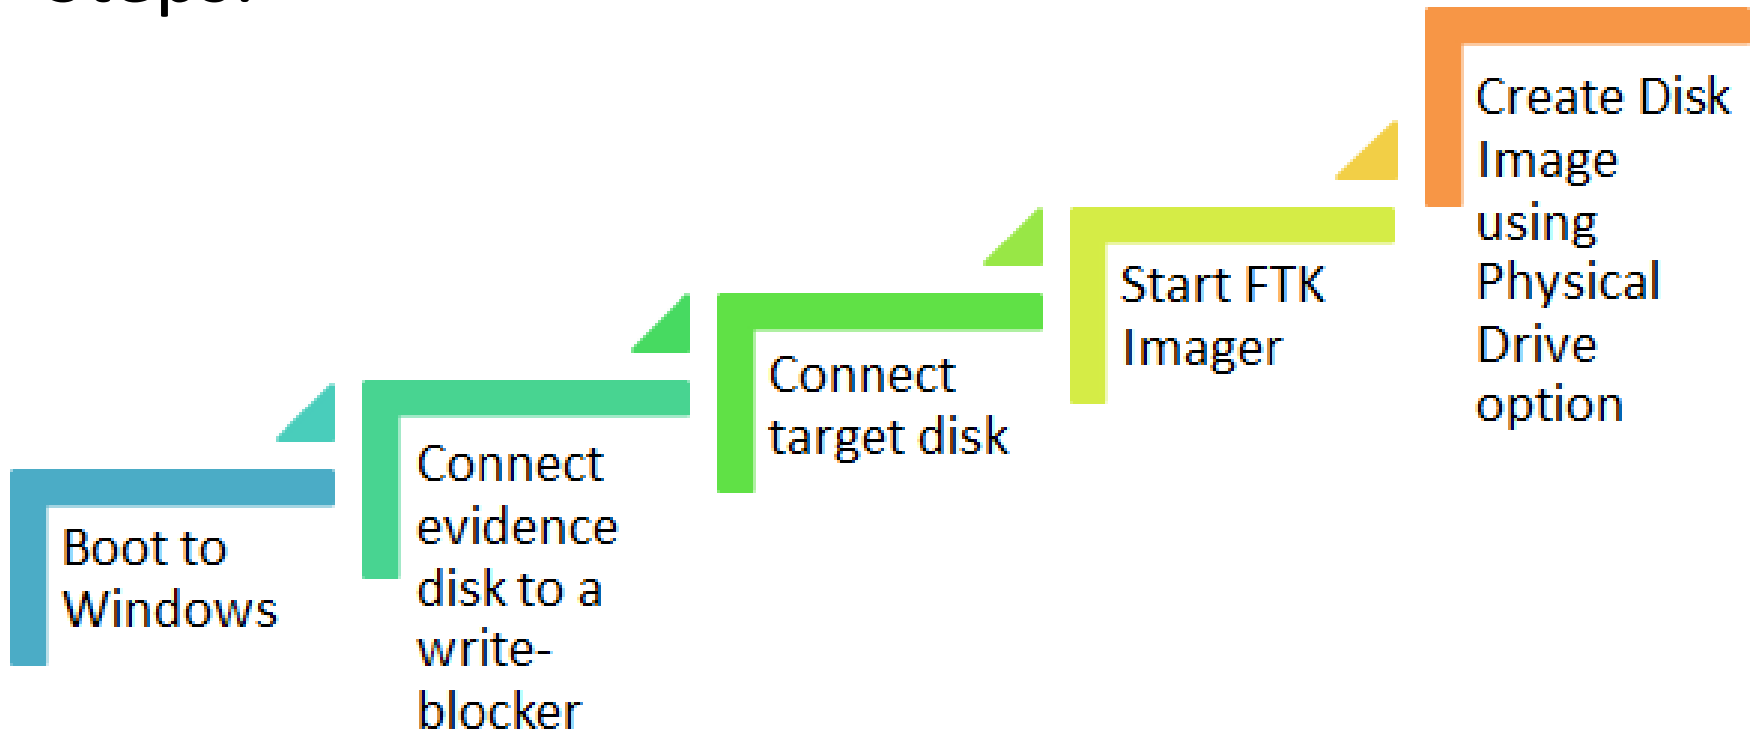 Boot to
Windows
Connect
evidence
disk to a
write-
blocker
Connect
target disk
Start FTK
Imager
Create Disk
Image
using
Physical
Drive
option